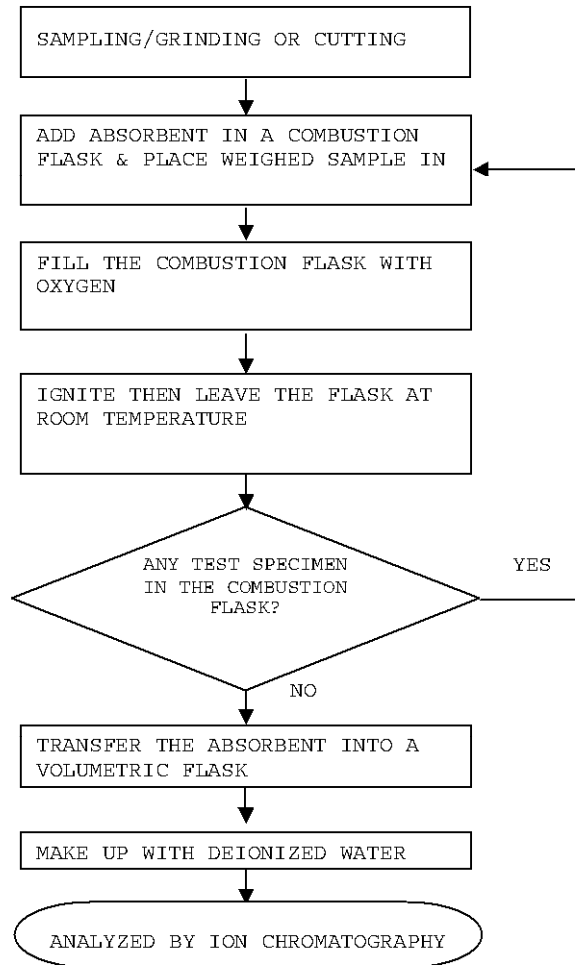 SAMPLING/GRINDING OR CUTTING
ADD ABSORBENT IN A COMBUSTION
FLASK & PLACE WEIGHED SAMPLE IN
FILL THE COMBUSTION FLASK WITH
OXYGEN
IGNITE THEN LEAVE THE FLASK AT
ROOM TEMPERATURE
ANY TEST SPECIMEN
IN THE COMBUSTION
FLASK?
YES
NO
TRANSFER THE ABSORBENT INTO A
VOLUMETRIC FLASK
MAKE UP WITH DEIONIZED WATER
ANALYZED BY ION CHROMATOGRAPHY